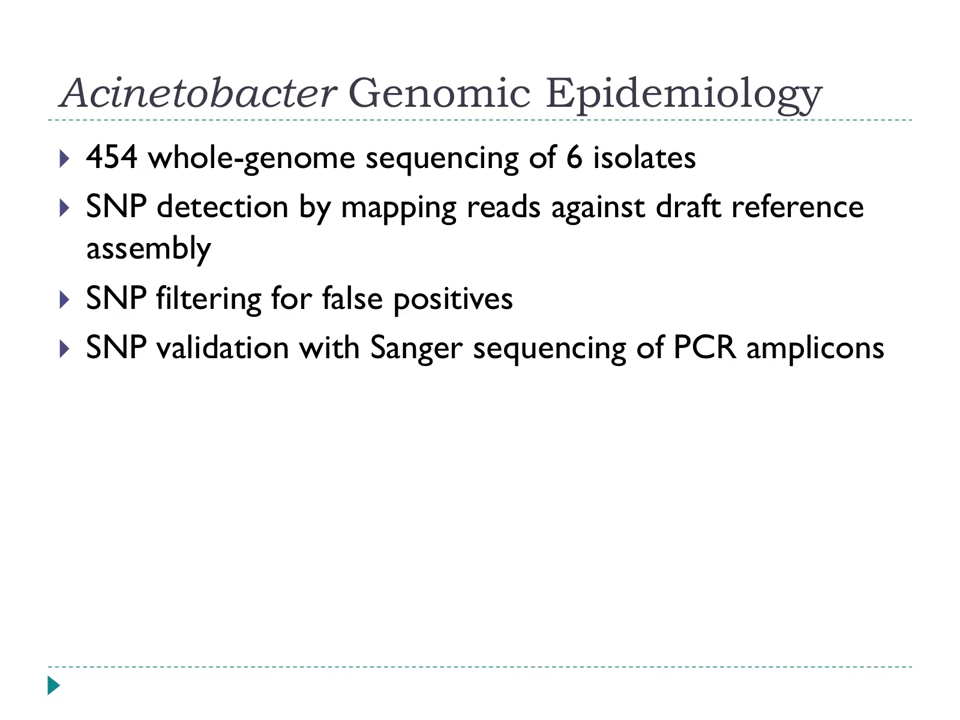 Acinetobacter Genomic Epidemiology
454 whole-genome sequencing of 6 isolates
SNP detection by mapping reads against draft reference
assembly
SNP filtering for false positives
SNP validation with Sanger sequencing of PCR amplicons